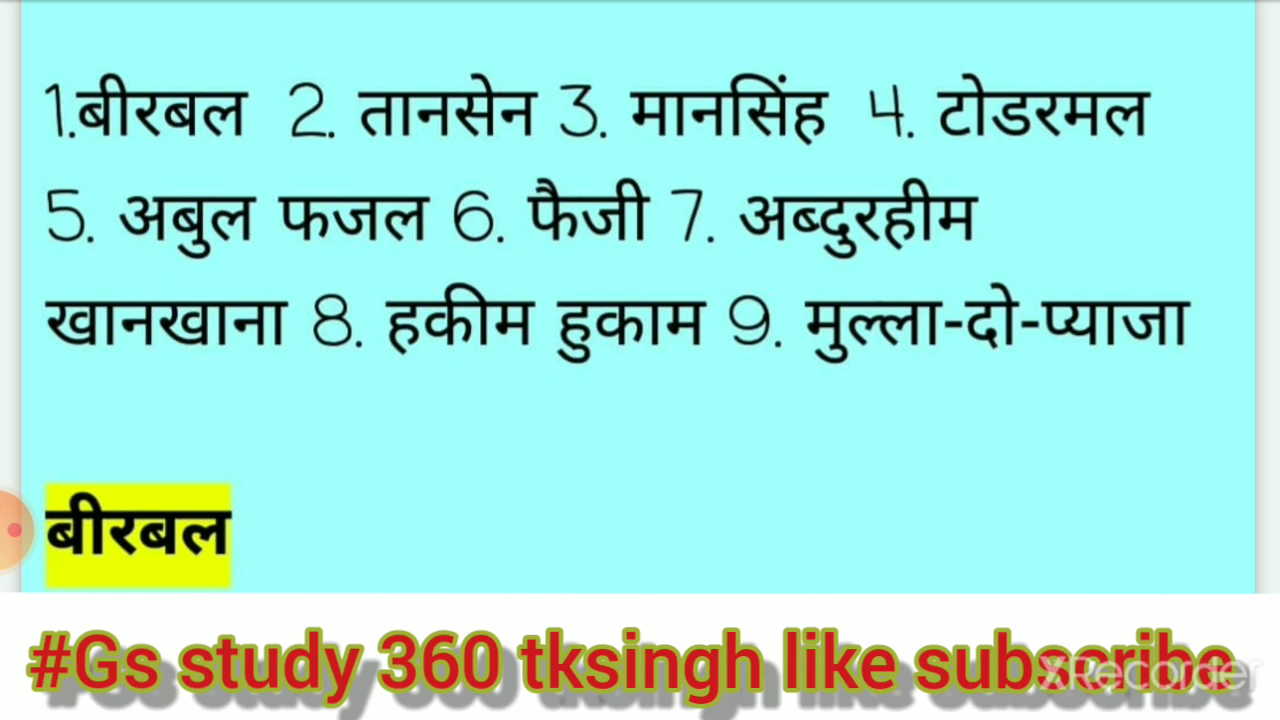 1.बीरबल 2. तानसेन 3. मानसिंह 4. टोडरमल
5. अबुल फजल 6. फैजी 7. अब्दुरहीम
खानखाना 8. हकीम हुकाम 9. मुल्ला-दो-प्याजा
बीरबल
#Gs study 360 tksingh like subscribe
XRecorder